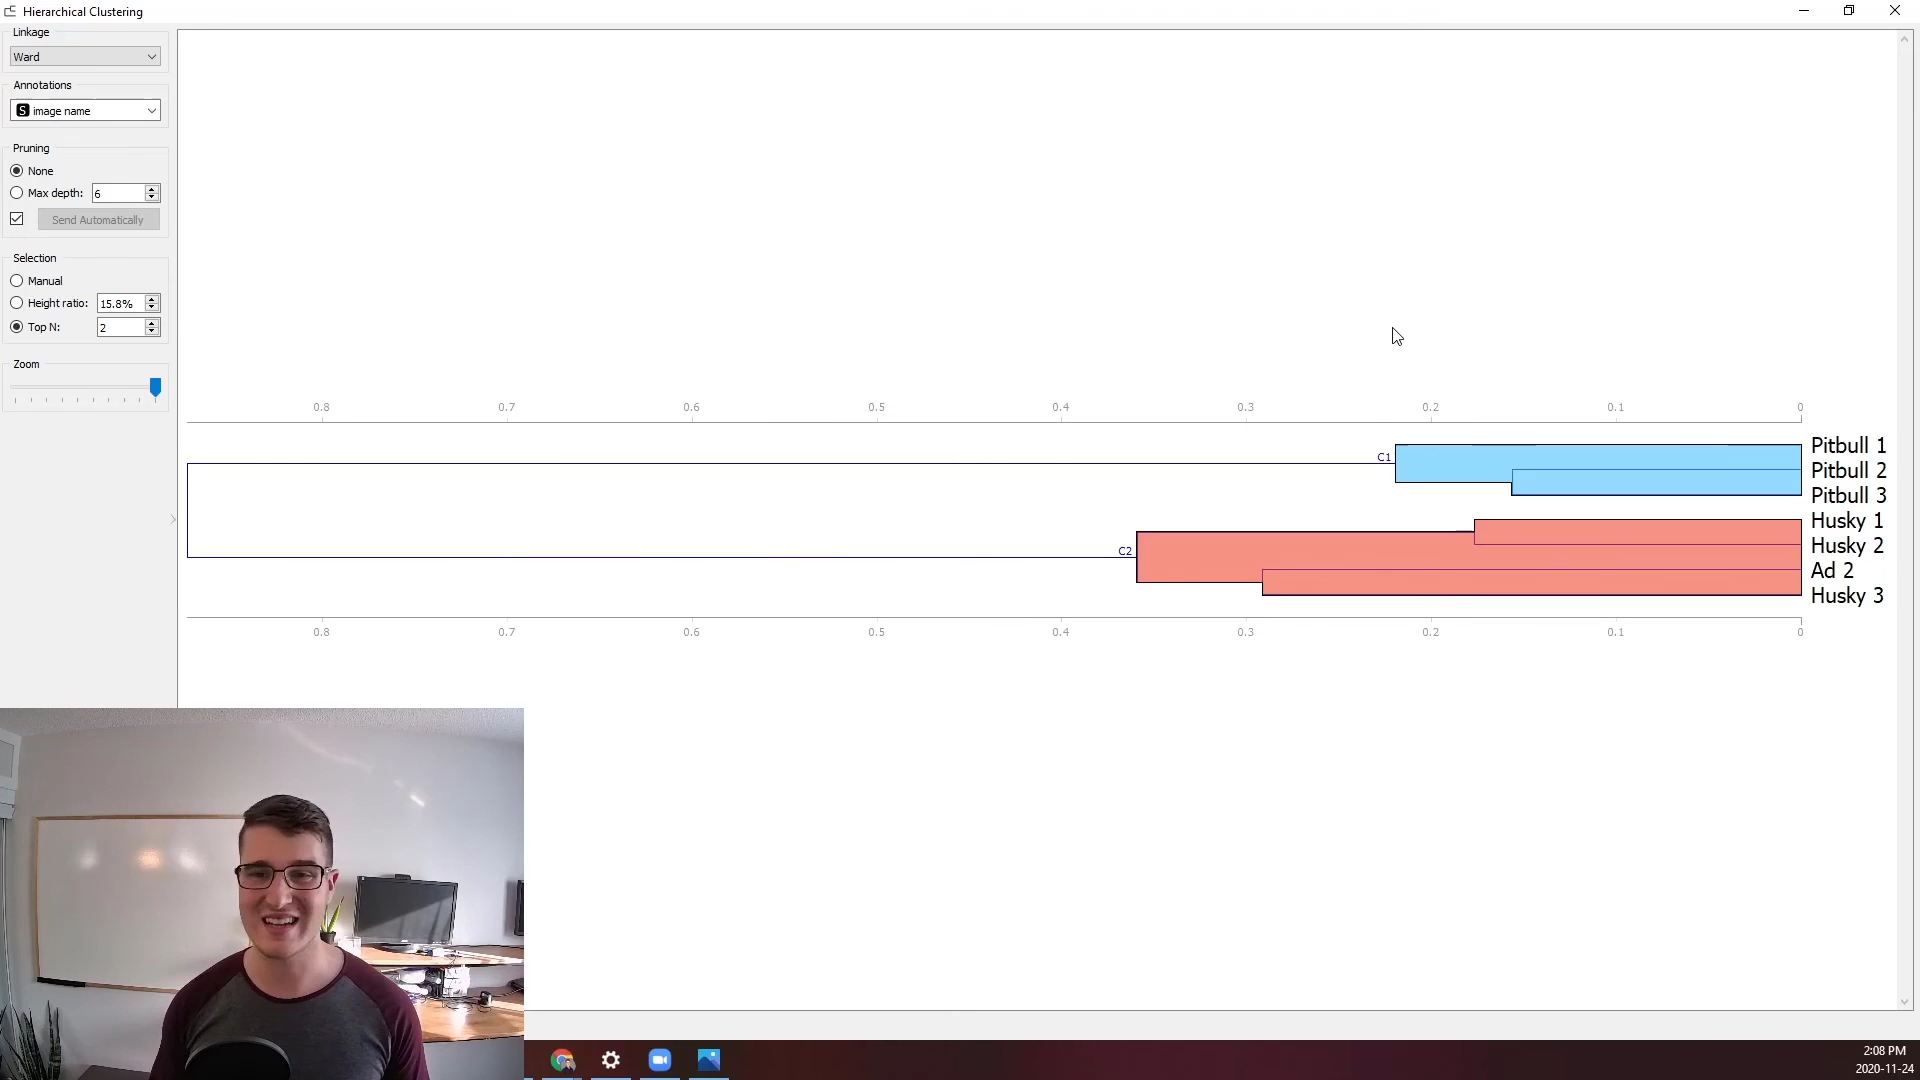 Hierarchical Clustering
Linkage
Ward
Annotations
S image name
Pruning
None
Max depth: 6
Send Automatically
Selection
Manual
Height ratio: 15.8%
Top N: 2
Zoom
0.8 0.7 0.6 0.5 0.4 0.3 0.2 0.1 0
Pitbull 1
C1
Pitbull 2
Pitbull 3
Husky 1
Husky 2
C2
Ad 2
Husky 3
0.8 0.7 0.6 0.5 0.4 0.3 0.2 0.1 0
2:08 PM
2020-11-24